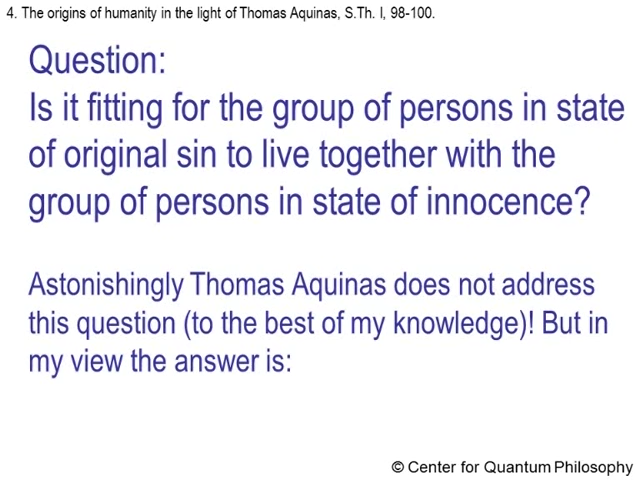 4. The origins of humanity in the light of Thomas Aquinas, S.Th. I, 98-100.
Question:
Is it fitting for the group of persons in state
of original sin to live together with the
group of persons in state of innocence?
Astonishingly Thomas Aquinas does not address
this question (to the best of my knowledge)! But in
my view the answer is:
© Center for Quantum Philosophy